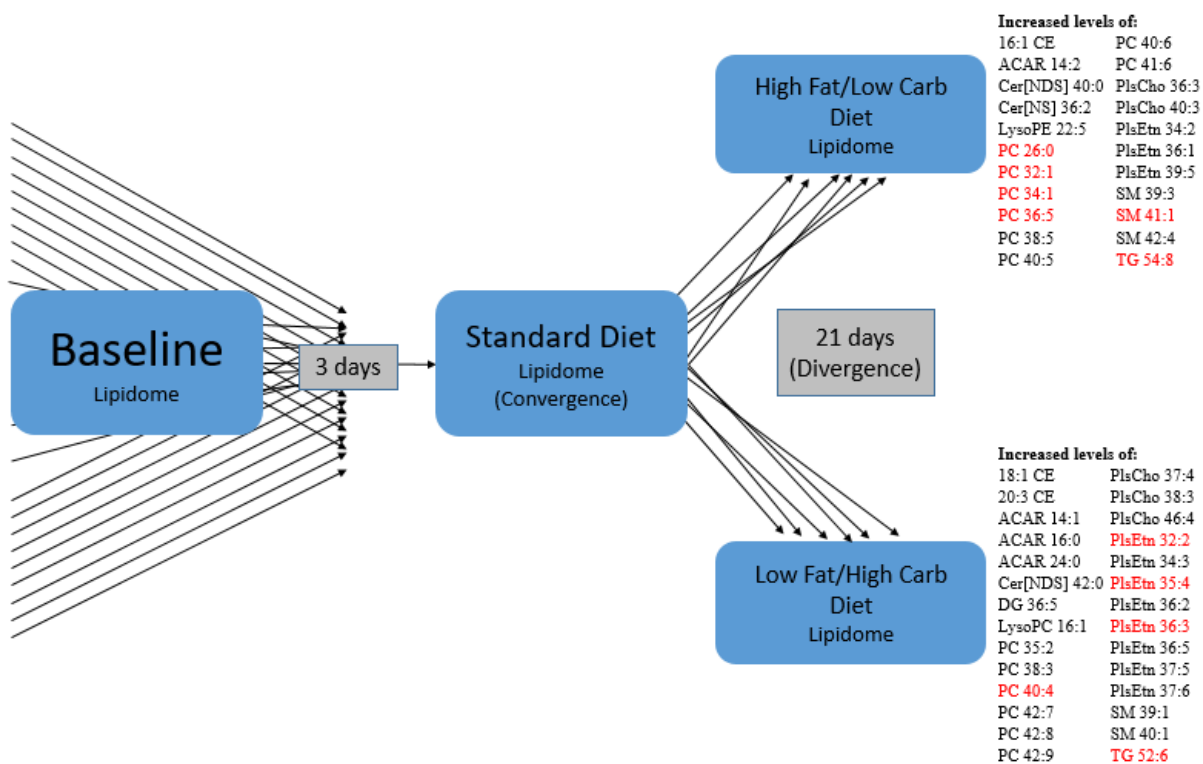 Baseline
Lipidome
3 days
Standard Diet
Lipidome
(Convergence)
High Fat/Low Carb
Diet
Lipidome
21 days
(Divergence)
Low Fat/High Carb
Diet
Lipidome
Increased levels of:
16:1 CE PC 40:6
ACAR 14:2 PC 41:6
Cer[NDS] 40:0 PlsCho 36:3
Cer[NS] 36:2 PlsCho 40:3
LysoPE 22:5 PlsEtn 34:2
PC 26:0 PlsEtn 36:1
PC 32:1 PlsEtn 39:5
PC 34:1 SM 39:3
PC 36:5 SM 41:1
PC 38:5 SM 42:4
PC 40:5 TG 54:8
Increased levels of:
18:1 CE PlsCho 37:4
20:3 CE PlsCho 38:3
ACAR 14:1 PlsCho 46:4
ACAR 16:0 PlsEtn 32:2
ACAR 24:0 PlsEtn 34:3
Cer[NDS] 42:0 PlsEtn 35:4
DG 36:5 PlsEtn 36:2
LysoPC 16:1 PlsEtn 36:3
PC 35:2 PlsEtn 36:5
PC 38:3 PlsEtn 37:5
PC 40:4 PlsEtn 37:6
PC 42:7 SM 39:1
PC 42:8 SM 40:1
PC 42:9 TG 52:6